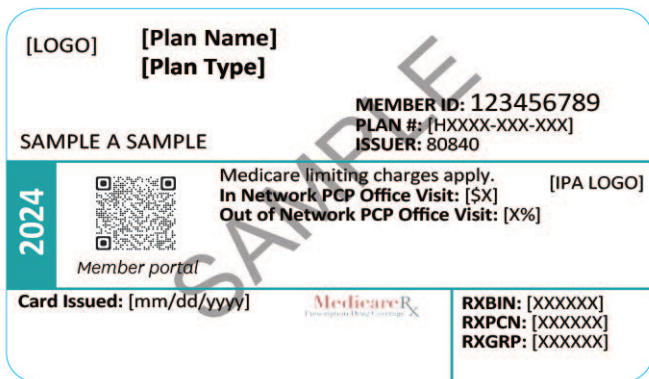 [LOGO]
[Plan Name]
[Plan Type]
MEMBER ID: 123456789
PLAN #: [HXXXX-XXX-XXX]
ISSUER: 80840
SAMPLE A SAMPLE
2024
Member portal
Medicare limiting charges apply.
In Network PCP Office Visit: [$X]
Out of Network PCP Office Visit: [X%]
[IPA LOGO]
Card Issued: [mm/dd/yyyy]
MedicareRx
Prescription Drug Coverage
RXBIN: [XXXXXX]
RXPCN: [XXXXXX]
RXGRP: [XXXXXX]
SAMPLE